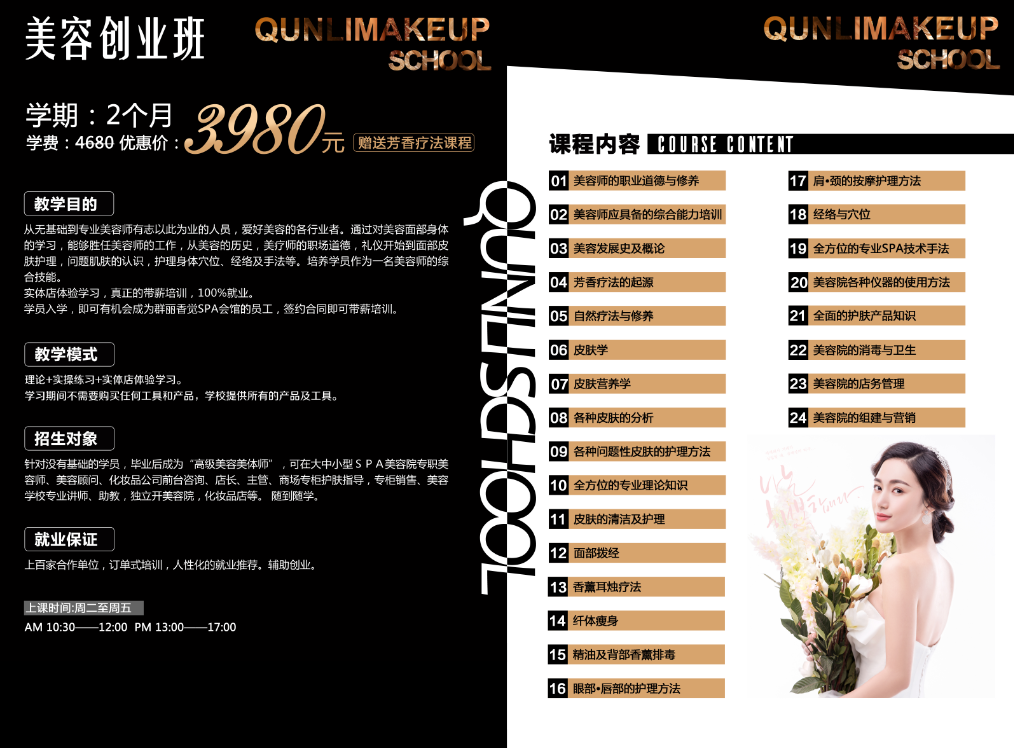 美容创业班
QUNLIMAKEUP
SCHOOL
学期：2个月
学费：4680 优惠价：3980元 赠送芳香疗法课程
教学目的
从无基础到专业美容师有志以此为业的人员，爱好美容的各行业者。通过对美容面部身体
的学习，能够胜任美容师的工作，从美容的历史，美疗师的职场道德，礼仪开始到面部皮
肤护理，问题肌肤的认识，护理身体穴位、经络及手法等。培养学员作为一名美容师的综
合技能。
实体店体验学习，真正的带薪培训，100%就业。
学员入学，即可有机会成为群丽香觉SPA会馆的员工，签约合同即可带薪培训。
教学模式
理论+实操练习+实体店体验学习。
学习期间不需要购买任何工具和产品，学校提供所有的产品及工具。
招生对象
针对没有基础的学员，毕业后成为“高级美容美体师”，可在大中小型ＳＰＡ美容院专职美
容师、美容顾问、化妆品公司前台咨询、店长、主管、商场专柜护肤指导，专柜销售、美容
学校专业讲师、助教，独立开美容院，化妆品店等。 随到随学。
就业保证
上百家合作单位，订单式培训，人性化的就业推荐。辅助创业。
上课时间:周二至周五
AM 10:30——12:00 PM 13:00——17:00
QUNLISCHOOL
QUNLIMAKEUP
SCHOOL
课程内容 COURSE CONTENT
01 美容师的职业道德与修养
02 美容师应具备的综合能力培训
03 美容发展史及概论
04 芳香疗法的起源
05 自然疗法与修养
06 皮肤学
07 皮肤营养学
08 各种皮肤的分析
09 各种问题性皮肤的护理方法
10 全方位的专业理论知识
11 皮肤的清洁及护理
12 面部拨经
13 香薰耳烛疗法
14 纤体瘦身
15 精油及背部香薰排毒
16 眼部•唇部的护理方法
17 肩•颈的按摩护理方法
18 经络与穴位
19 全方位的专业SPA技术手法
20 美容院各种仪器的使用方法
21 全面的护肤产品知识
22 美容院的消毒与卫生
23 美容院的店务管理
24 美容院的组建与营销